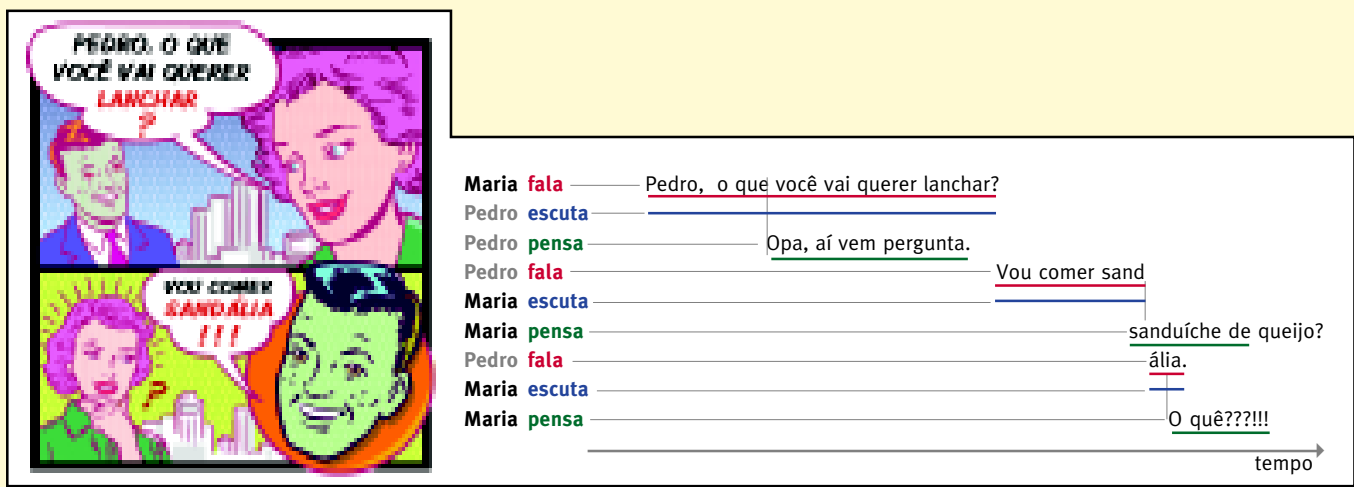 PEDRO, O QUE
VOCÊ VAI QUERER
LANCHAR
?
VOU COMER
SANDÁLIA
!!!
?
Maria fala Pedro, o que você vai querer lanchar?
Pedro escuta
Pedro pensa Opa, aí vem pergunta.
Pedro fala Vou comer sand
Maria escuta
Maria pensa sanduíche de queijo?
Pedro fala ália.
Maria escuta
Maria pensa O quê???!!!
tempo